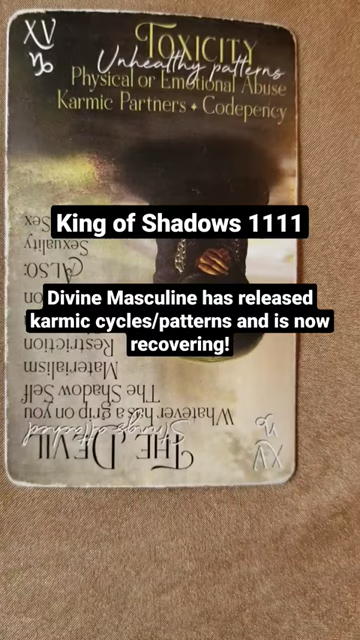 XV
TOXICITY
♑
Unhealthy patterns
Physical or Emotional Abuse
Karmic Partners ✦ Codepency
Sex
King of Shadows 1111
Sexuality
ALSO:
Divine Masculine has released
karmic cycles/patterns and is now
recovering!
Restriction
Materialism
The Shadow Self
Whatever has a grip on you
Strings attached
THE DEVIL
♑
XV